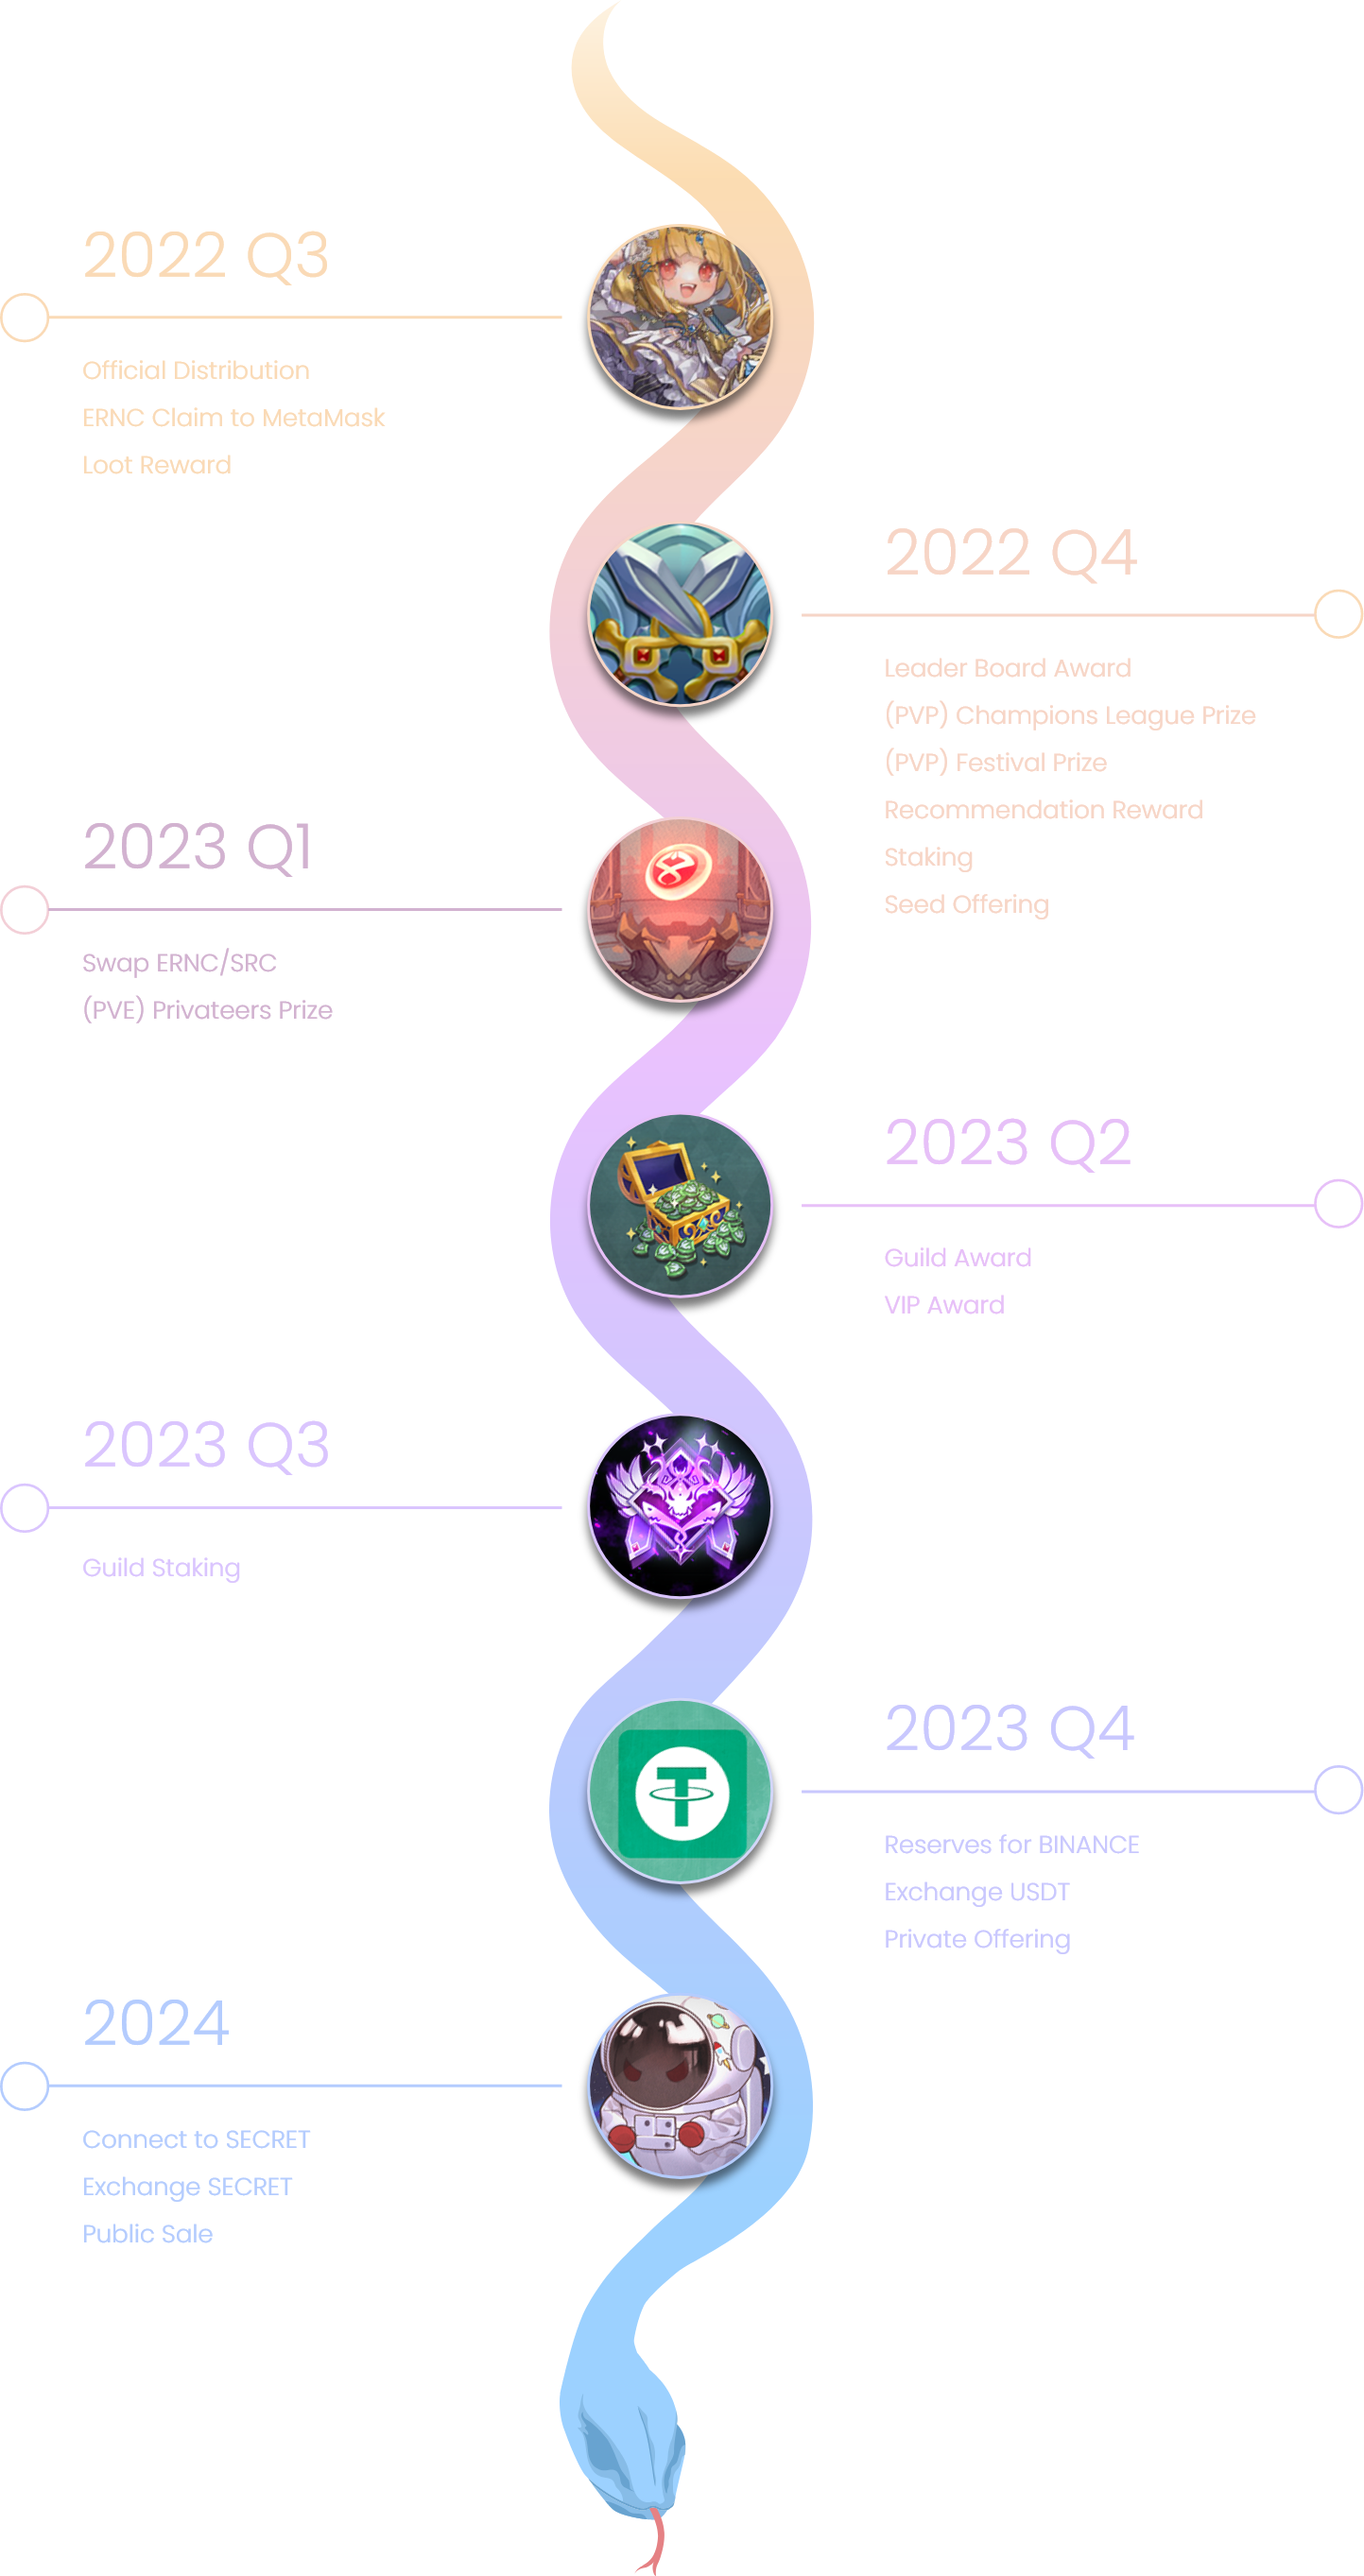 2022 Q3
Official Distribution
ERNC Claim to MetaMask
Loot Reward
2022 Q4
Leader Board Award
(PVP) Champions League Prize
(PVP) Festival Prize
Recommendation Reward
Staking
Seed Offering
2023 Q1
Swap ERNC/SRC
(PVE) Privateers Prize
2023 Q2
Guild Award
VIP Award
2023 Q3
Guild Staking
2023 Q4
Reserves for BINANCE
Exchange USDT
Private Offering
2024
Connect to SECRET
Exchange SECRET
Public Sale